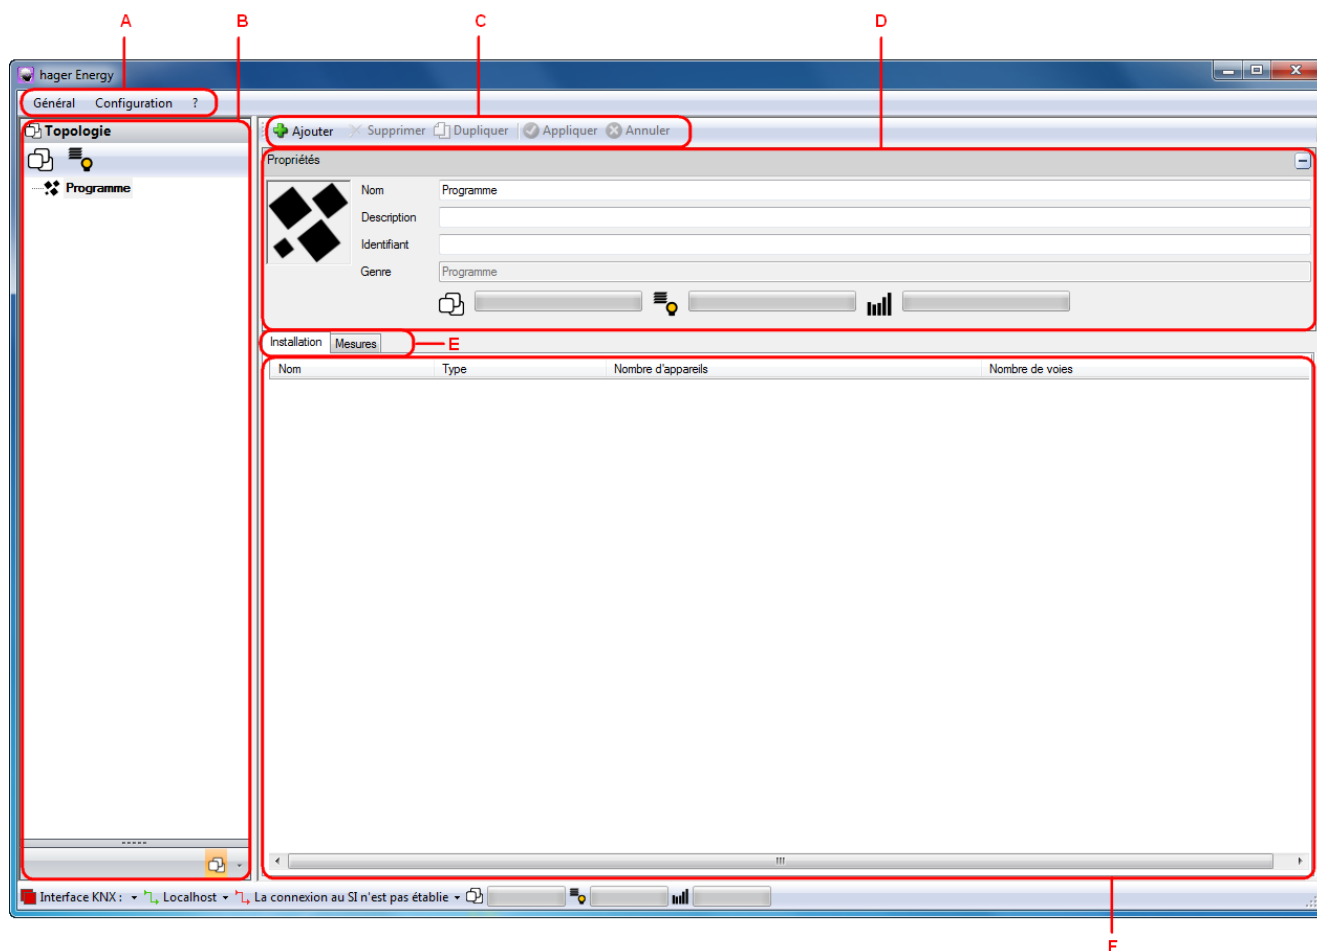 A B C D
hager Energy
Général Configuration ?
Topologie
Ajouter Supprimer Dupliquer Appliquer Annuler
Propriétés
Programme
Nom Programme
Description
Identifiant
Genre Programme
Installation Mesures E
Nom Type Nombre d'appareils Nombre de voies
Interface KNX : Localhost La connexion au SI n'est pas établie
F